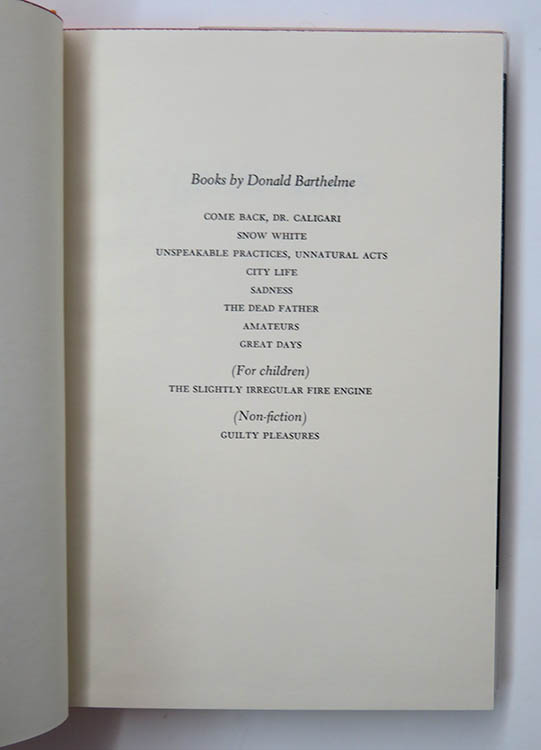 Books by Donald Barthelme
COME BACK, DR. CALIGARI
SNOW WHITE
UNSPEAKABLE PRACTICES, UNNATURAL ACTS
CITY LIFE
SADNESS
THE DEAD FATHER
AMATEURS
GREAT DAYS
(For children)
THE SLIGHTLY IRREGULAR FIRE ENGINE
(Non-fiction)
GUILTY PLEASURES